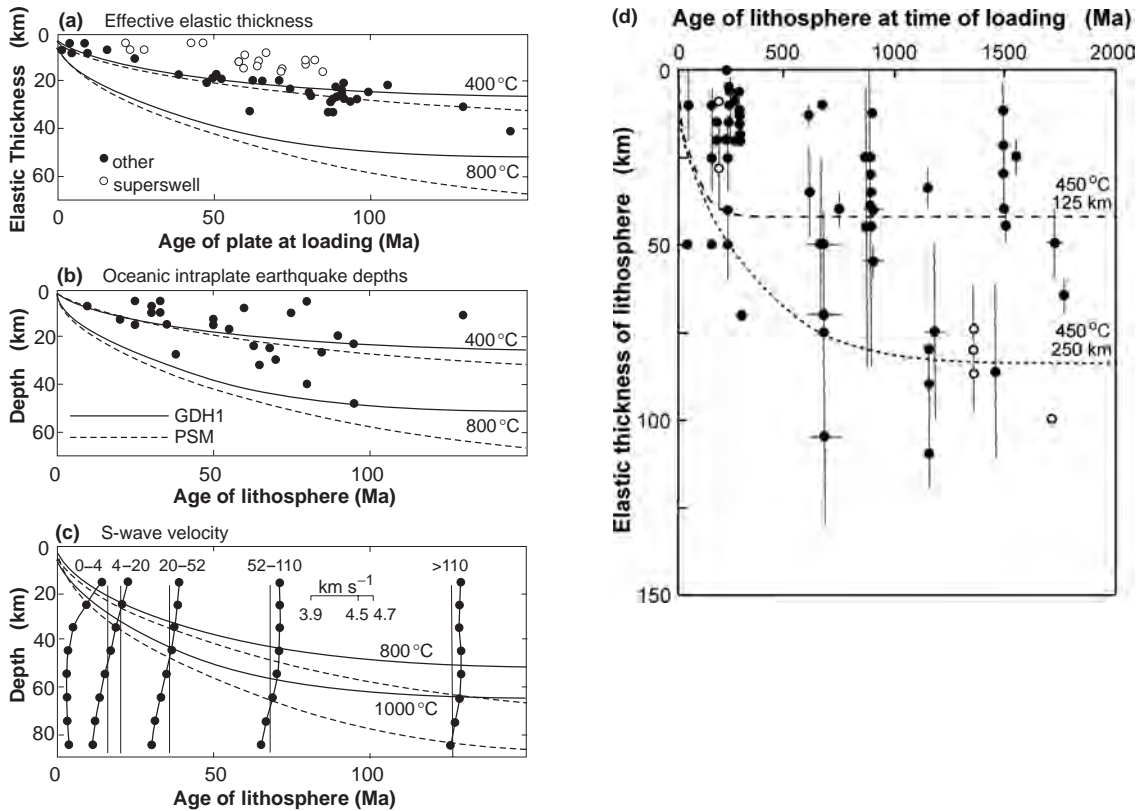 (a) Effective elastic thickness
Elastic Thickness (km)
0
20
40
60
400 °C
800 °C
other
superswell
0 50 100
Age of plate at loading (Ma)
(b) Oceanic intraplate earthquake depths
Depth (km)
0
20
40
60
400 °C
800 °C
GDH1
PSM
0 50 100
Age of lithosphere (Ma)
(c) S-wave velocity
Depth (km)
0
20
40
60
80
0–4 4–20 20–52 52–110 >110
km s⁻¹
3.9 4.5 4.7
800 °C
1000 °C
0 50 100
Age of lithosphere (Ma)
(d) Age of lithosphere at time of loading (Ma)
0 500 1000 1500 2000
Elastic thickness of lithosphere (km)
0
50
100
150
450 °C
125 km
450 °C
250 km